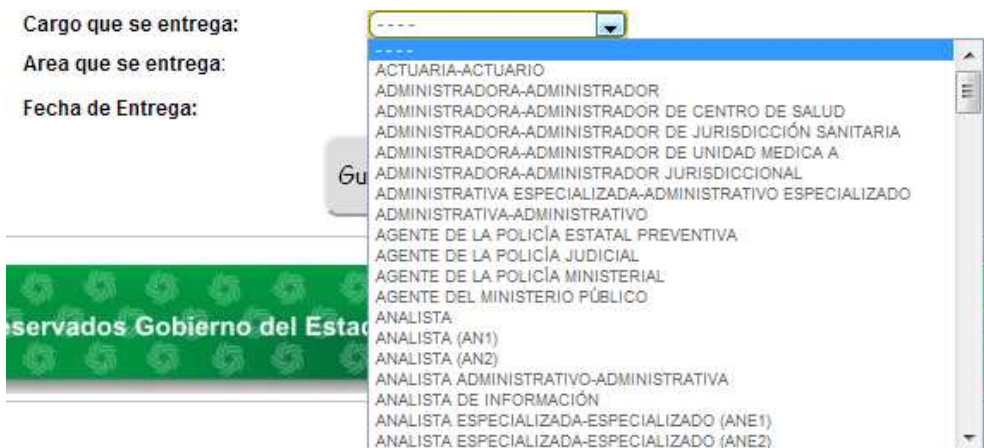 Cargo que se entrega:
- - - -
- - - -
Area que se entrega:
ACTUARIA-ACTUARIO
ADMINISTRADORA-ADMINISTRADOR
Fecha de Entrega:
ADMINISTRADORA-ADMINISTRADOR DE CENTRO DE SALUD
ADMINISTRADORA-ADMINISTRADOR DE JURISDICCIÓN SANITARIA
ADMINISTRADORA-ADMINISTRADOR DE UNIDAD MEDICA A
Gu
ADMINISTRADORA-ADMINISTRADOR JURISDICCIONAL
ADMINISTRATIVA ESPECIALIZADA-ADMINISTRATIVO ESPECIALIZADO
ADMINISTRATIVA-ADMINISTRATIVO
AGENTE DE LA POLICÍA ESTATAL PREVENTIVA
AGENTE DE LA POLICÍA JUDICIAL
AGENTE DE LA POLICÍA MINISTERIAL
AGENTE DEL MINISTERIO PÚBLICO
servados Gobierno del Estad
ANALISTA
ANALISTA (AN1)
ANALISTA (AN2)
ANALISTA ADMINISTRATIVO-ADMINISTRATIVA
ANALISTA DE INFORMACIÓN
ANALISTA ESPECIALIZADA-ESPECIALIZADO (ANE1)
ANALISTA ESPECIALIZADA-ESPECIALIZADO (ANE2)